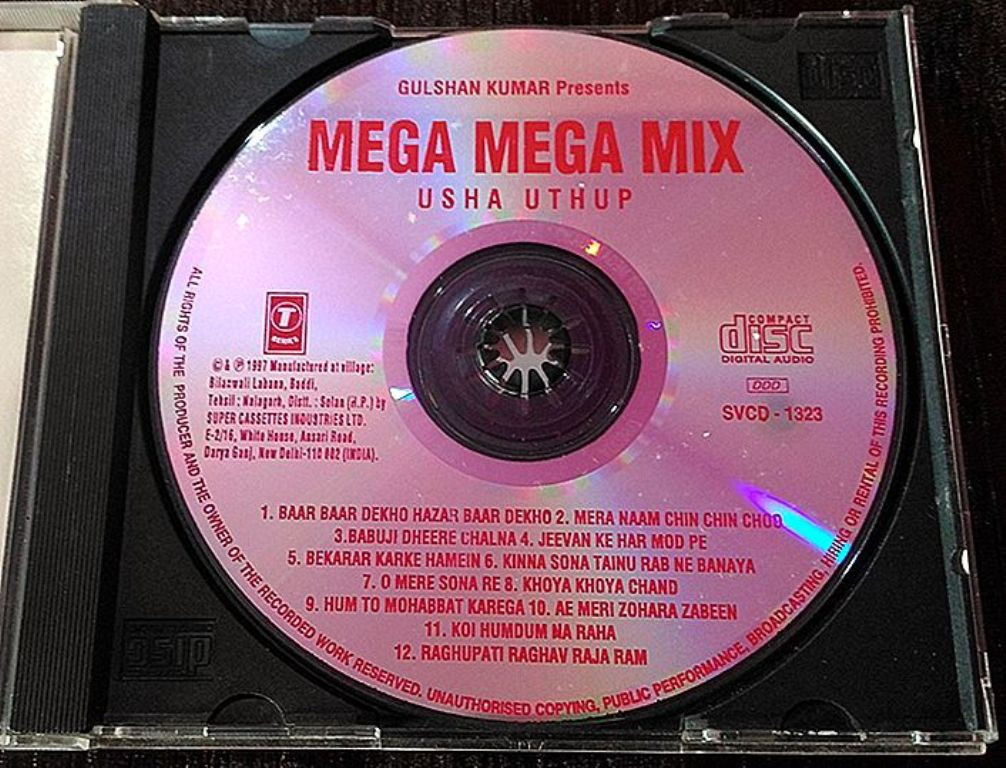 GULSHAN KUMAR Presents
MEGA MEGA MIX
USHA UTHUP
T
SERIES
© & ℗ 1997 Manufactured at village:
Bilaswali Labana, Baddi,
Tehsil : Nalagarh, Distt. : Solan (H.P.) by
SUPER CASSETTES INDUSTRIES LTD.
E-2/16, White House, Ansari Road,
Darya Ganj, New Delhi-110 002 (INDIA).
COMPACT
disc
DIGITAL AUDIO
DDD
SVCD - 1323
1. BAAR BAAR DEKHO HAZAR BAAR DEKHO 2. MERA NAAM CHIN CHIN CHOO
3.BABUJI DHEERE CHALNA 4. JEEVAN KE HAR MOD PE
5. BEKARAR KARKE HAMEIN 6. KINNA SONA TAINU RAB NE BANAYA
7. O MERE SONA RE 8. KHOYA KHOYA CHAND
9. HUM TO MOHABBAT KAREGA 10. AE MERI ZOHARA ZABEEN
11. KOI HUMDUM NA RAHA
12. RAGHUPATI RAGHAV RAJA RAM
ALL RIGHTS OF THE PRODUCER AND THE OWNER OF THE RECORDED WORK RESERVED. UNAUTHORISED COPYING, PUBLIC PERFORMANCE, BROADCASTING, HIRING OR RENTAL OF THIS RECORDING PROHIBITED.
disc